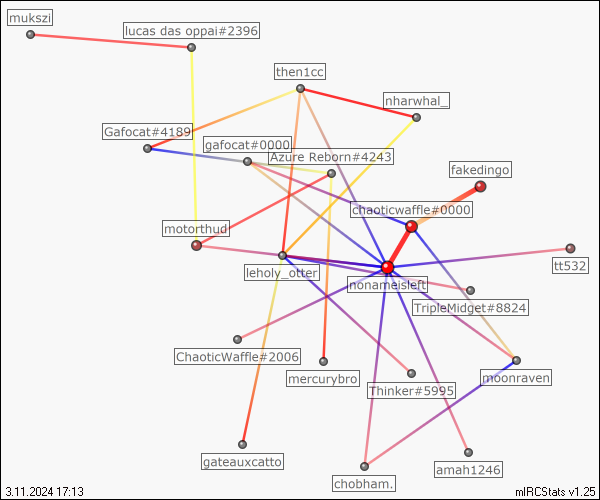 mukszi
lucas das oppai#2396
then1cc
nharwhal_
Gafocat#4189
gafocat#0000
Azure Reborn#4243
fakedingo
chaoticwaffle#0000
motorthud
leholy_otter
tt532
nonameisleft
TripleMidget#8824
ChaoticWaffle#2006
mercurybro
Thinker#5995
moonraven
gateauxcatto
chobham.
amah1246
3.11.2024 17:13
mIRCStats v1.25